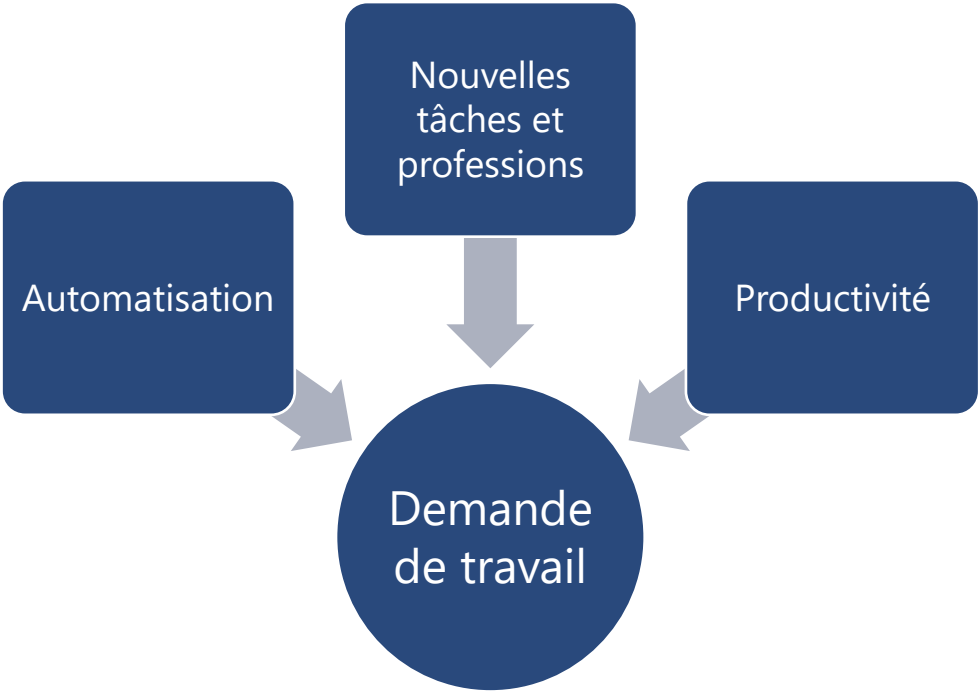 Nouvelles
tâches et
professions
Automatisation
Productivité
Demande
de travail